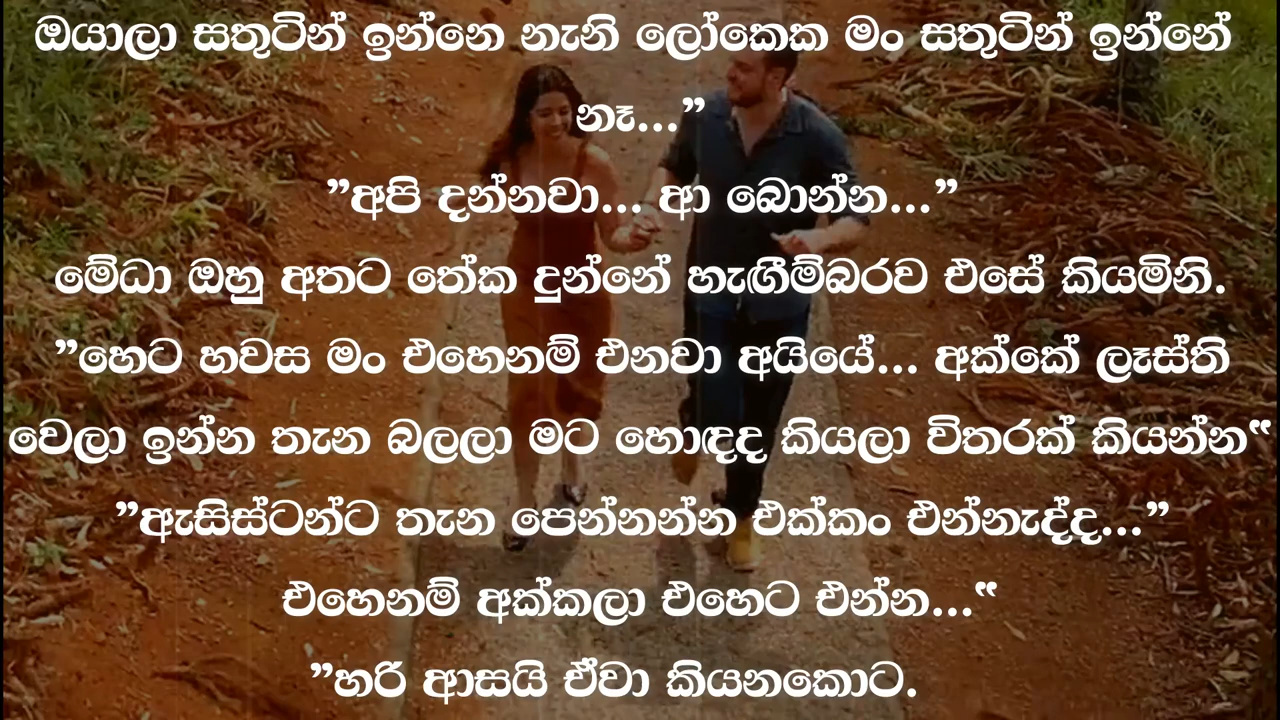 ඔයාලා සතුටින් ඉන්නෙ නැනි ලෝකෙක මං සතුටින් ඉන්නේ
නෑ...”
”අපි දන්නවා... ආ බොන්න...”
මේධා ඔහු අතට තේක දුන්නේ හැඟීම්බරව එසේ කියමිනි.
”හෙට හවස මං එහෙනම් එනවා අයියේ... අක්කේ ලෑස්ති
වෙලා ඉන්න තැන බලලා මට හොඳද කියලා විතරක් කියන්න“
”ඇසිස්ටන්ට තැන පෙන්නන්න එක්කං එන්නැද්ද...”
එහෙනම් අක්කලා එහෙට එන්න...“
”හරි ආසයි ඒවා කියනකොට.